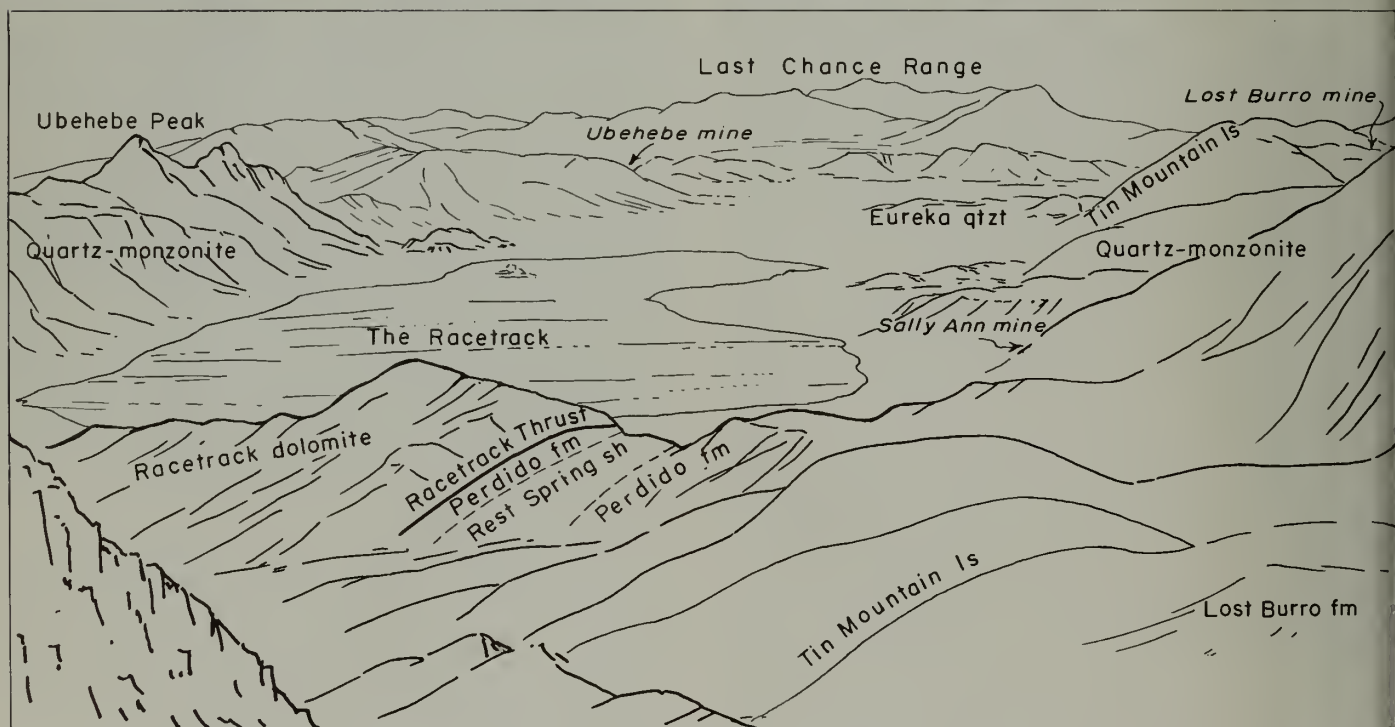 Last Chance Range
Lost Burro mine
Ubehebe Peak
Ubehebe mine
Tin Mountain ls
Eureka qtzt
Quartz-monzonite
Quartz-monzonite
Sally Ann mine
The Racetrack
Racetrack dolomite
Racetrack Thrust
Perdido fm
Rest Spring sh
Perdido fm
Tin Mountain ls
Lost Burro fm